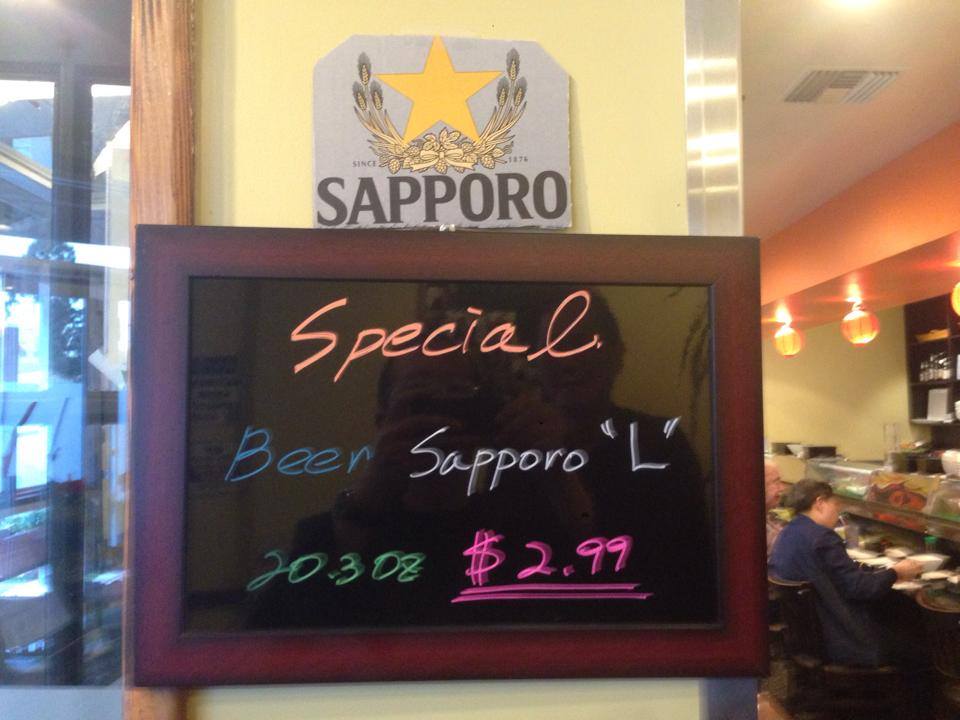 SINCE 1876
SAPPORO
Special.
Beer Sapporo "L"
20.3 OZ $2.99